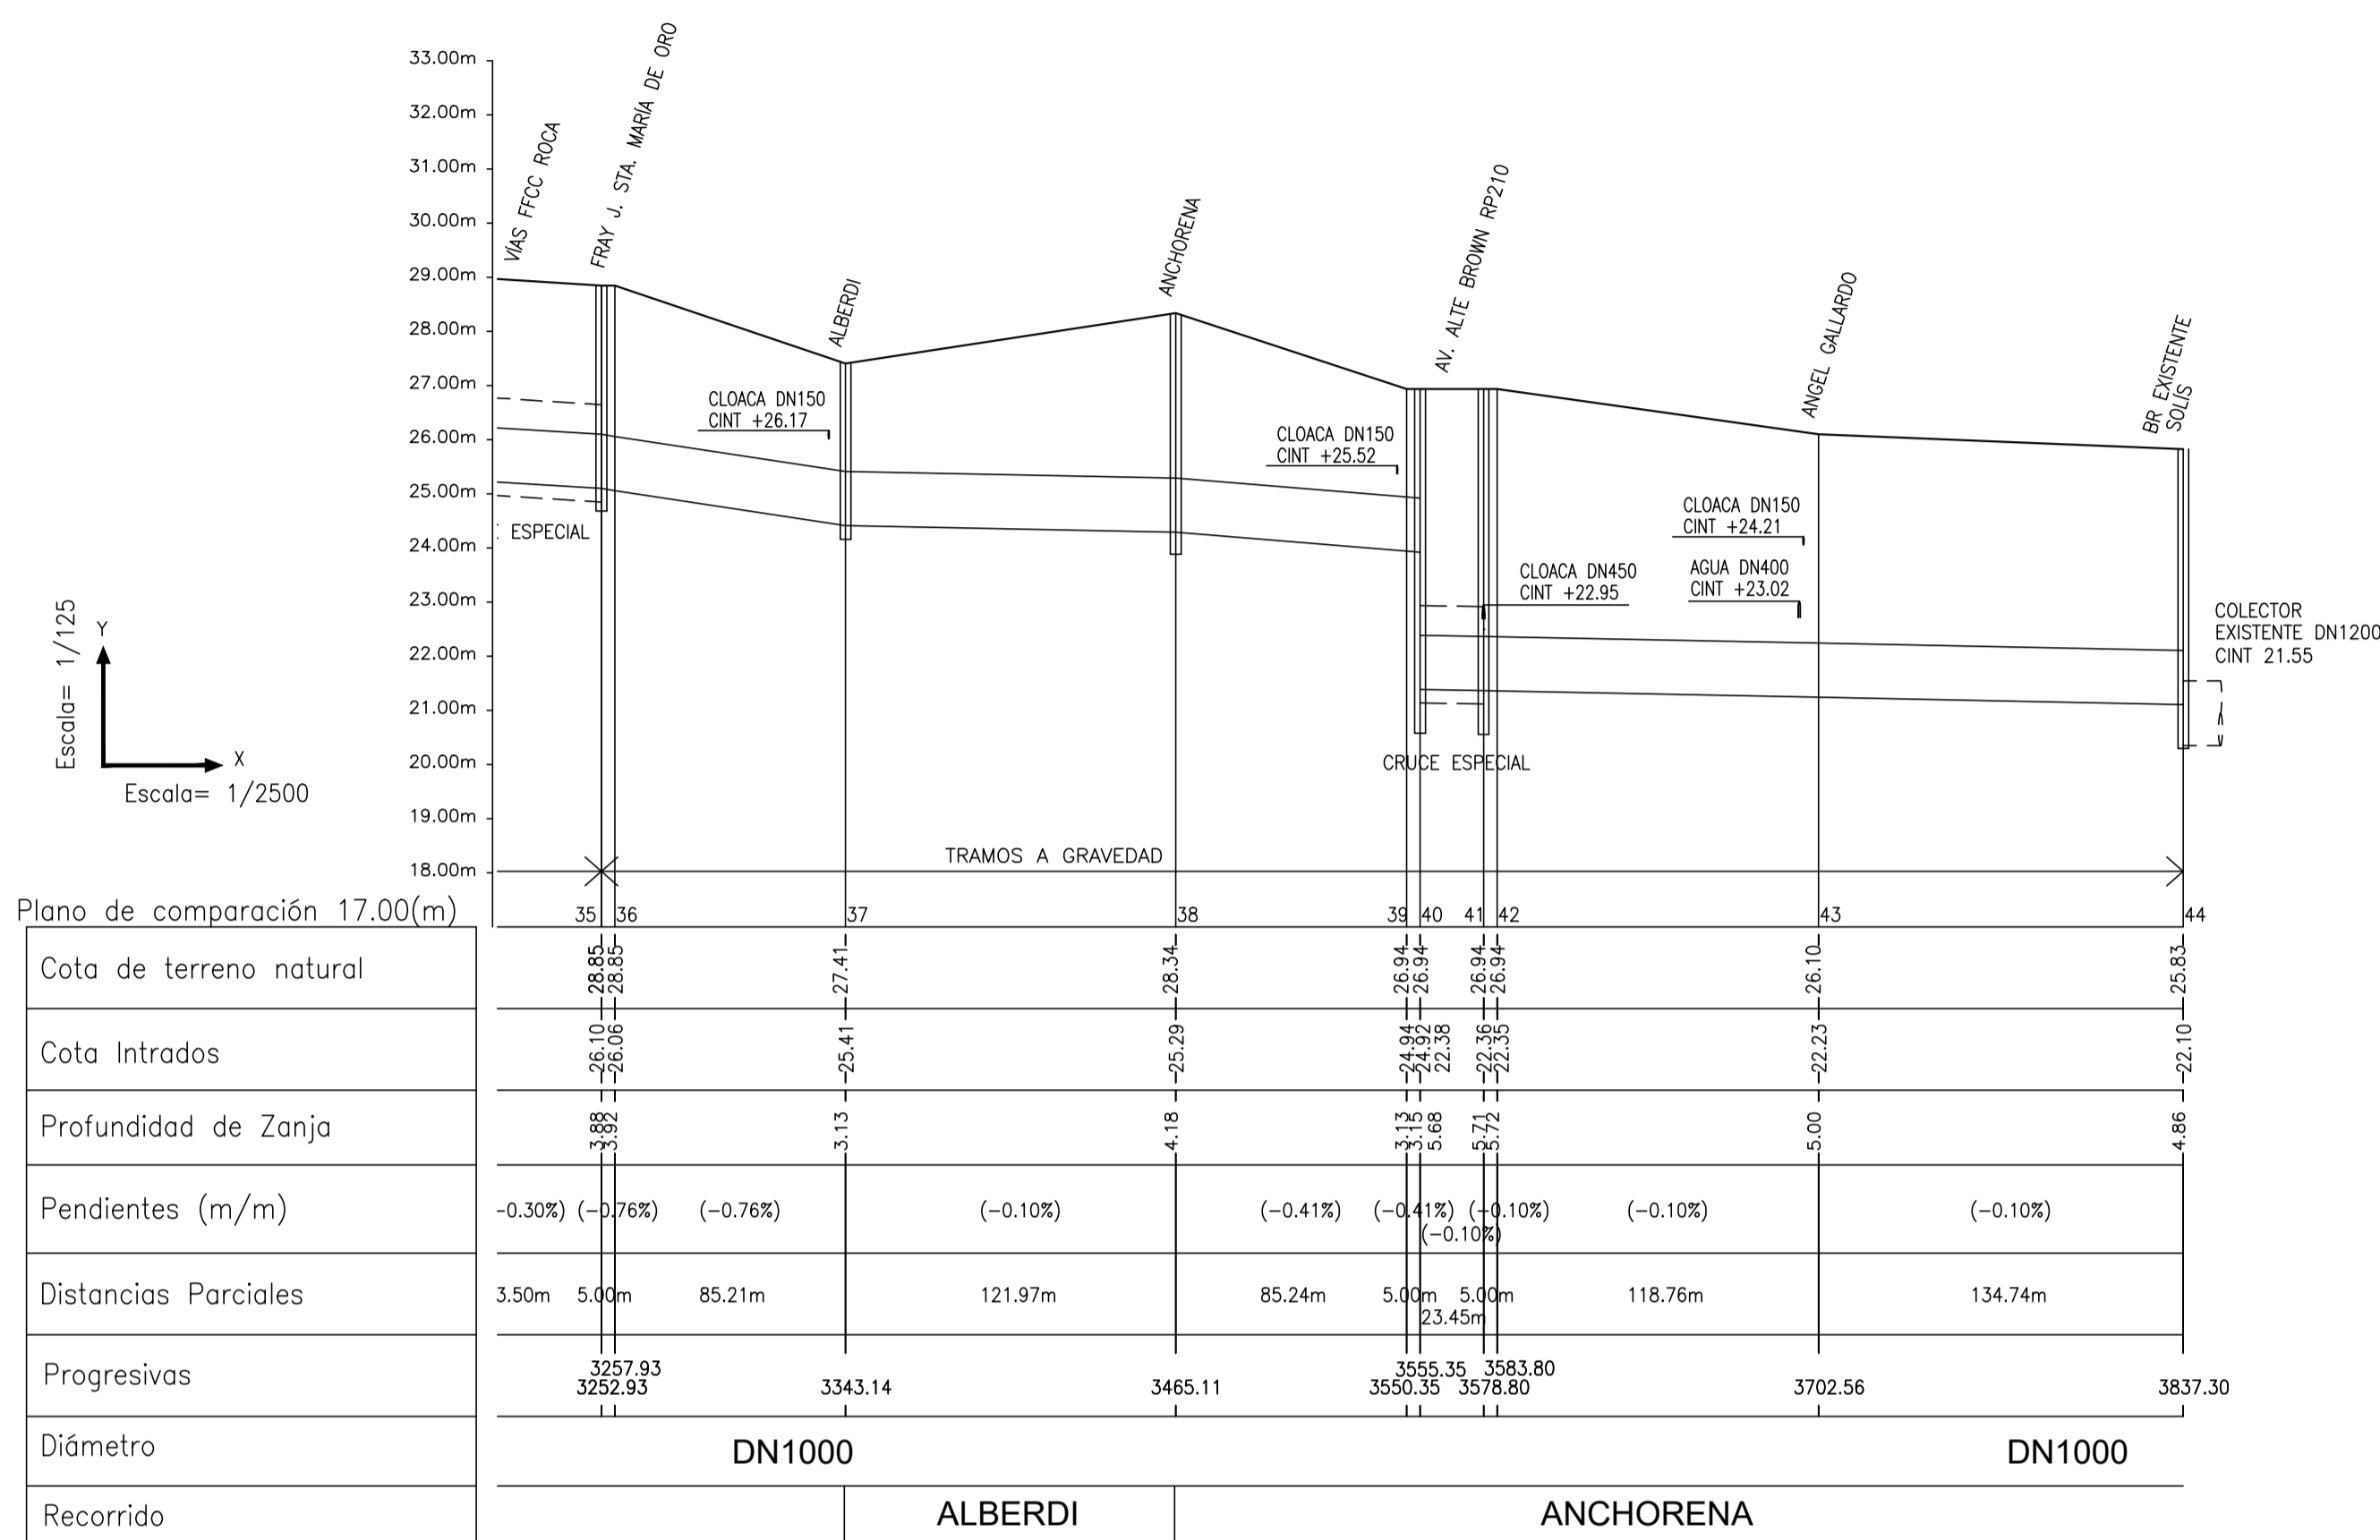 33.00m
32.00m
31.00m
30.00m
29.00m
28.00m
27.00m
26.00m
25.00m
24.00m
23.00m
22.00m
21.00m
20.00m
19.00m
18.00m
VÍAS FFCC ROCA
FRAY J. STA. MARÍA DE ORO
ALBERDI
ANCHORENA
AV. ALTE BROWN RP210
ANGEL GALLARDO
BR EXISTENTE
SOLÍS
CLOACA DN150
CINT +26.17
CLOACA DN150
CINT +25.52
CLOACA DN150
CINT +24.21
AGUA DN400
CINT +23.02
CLOACA DN450
CINT +22.95
COLECTOR
EXISTENTE DN1200
CINT 21.55
ESPECIAL
CRUCE ESPECIAL
Escala= 1/125
Y
X
Escala= 1/2500
TRAMOS A GRAVEDAD
Plano de comparación 17.00(m)
35 36 37 38 39 40 41 42 43 44
Cota de terreno natural
28.85 28.85 27.41 28.34 26.94 26.94 26.94 26.94 26.10 25.83
Cota Intrados
26.10 26.06 25.41 25.29 24.94 24.92 22.38 22.36 22.35 22.23 22.10
Profundidad de Zanja
3.88 3.92 3.13 4.18 3.13 3.15 5.68 5.71 5.72 5.00 4.86
Pendientes (m/m)
-0.30%) (-0.76%) (-0.76%) (-0.10%) (-0.41%) (-0.41%) (-0.10%) (-0.10%) (-0.10%)
(-0.10%)
Distancias Parciales
3.50m 5.00m 85.21m 121.97m 85.24m 5.00m 5.00m 118.76m 134.74m
23.45m
Progresivas
3257.93 3555.35 3583.80
3252.93 3343.14 3465.11 3550.35 3578.80 3702.56 3837.30
Diámetro
DN1000 DN1000
Recorrido
ALBERDI ANCHORENA